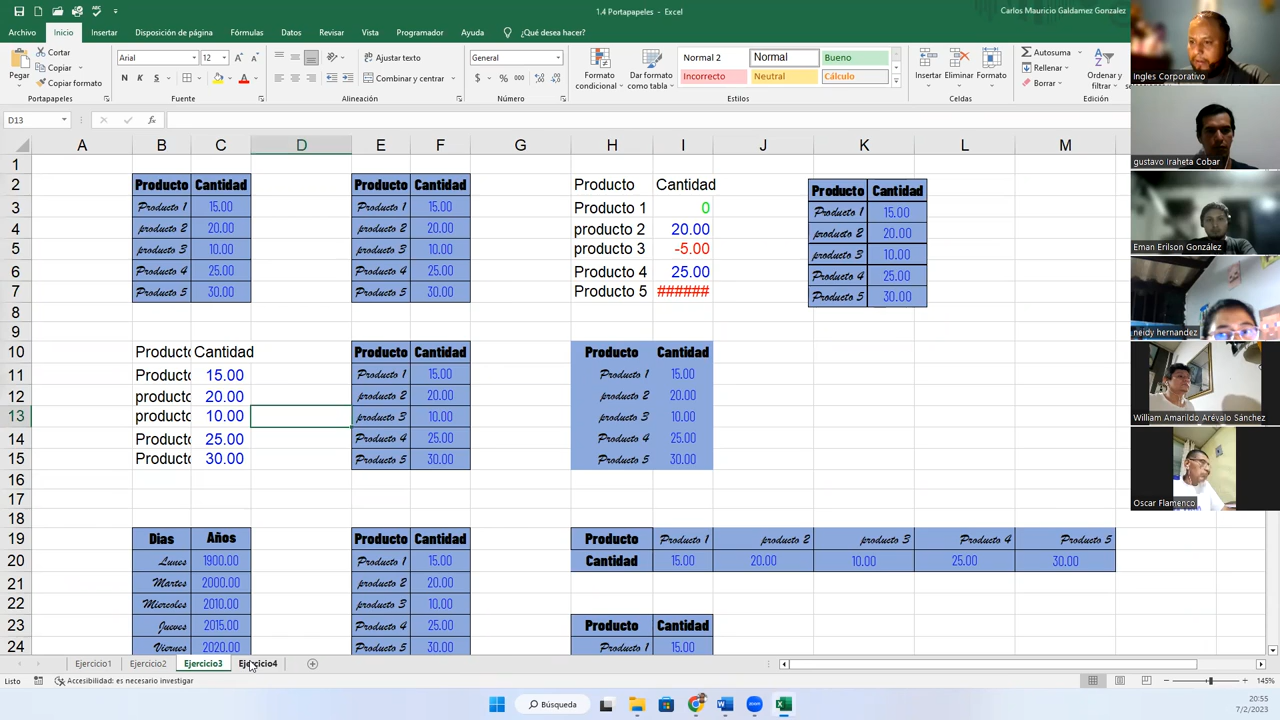 1.4 Portapapeles - Excel
Carlos Mauricio Galdamez Gonzalez
Archivo Inicio Insertar Disposición de página Fórmulas Datos Revisar Vista Programador Ayuda ¿Qué desea hacer?
Pegar
Cortar
Copiar
Copiar formato
Portapapeles
Arial 12
N K S
Fuente
Ajustar texto
Combinar y centrar
Alineación
General
Número
Formato condicional
Dar formato como tabla
Normal 2 Normal Bueno
Incorrecto Neutral Cálculo
Estilos
Insertar Eliminar Formato
Celdas
Autosuma
Rellenar
Borrar
Ordenar y filtrar
Edición
D13
A B C D E F G H I J K L M
1
2 Producto Cantidad Producto Cantidad Producto Cantidad Producto Cantidad
3 Producto 1 15.00 Producto 1 15.00 Producto 1 0 Producto 1 15.00
4 producto 2 20.00 producto 2 20.00 producto 2 20.00 producto 2 20.00
5 producto 3 10.00 producto 3 10.00 producto 3 -5.00 producto 3 10.00
6 Producto 4 25.00 Producto 4 25.00 Producto 4 25.00 Producto 4 25.00
7 Producto 5 30.00 Producto 5 30.00 Producto 5 ###### Producto 5 30.00
8
9
10 Producto Cantidad Producto Cantidad Producto Cantidad
11 Producto 15.00 Producto 1 15.00 Producto 1 15.00
12 producto 20.00 producto 2 20.00 producto 2 20.00
13 producto 10.00 producto 3 10.00 producto 3 10.00
14 Producto 25.00 Producto 4 25.00 Producto 4 25.00
15 Producto 30.00 Producto 5 30.00 Producto 5 30.00
16
17
18
19 Dias Años Producto Cantidad Producto Producto 1 producto 2 producto 3 Producto 4 Producto 5
20 Lunes 1900.00 Producto 1 15.00 Cantidad 15.00 20.00 10.00 25.00 30.00
21 Martes 2000.00 producto 2 20.00
22 Miercoles 2010.00 producto 3 10.00
23 Jueves 2015.00 Producto 4 25.00 Producto Cantidad
24 Viernes 2020.00 Producto 5 30.00 Producto 1 15.00
Ejercicio1 Ejercicio2 Ejercicio3 Ejercicio4
Listo Accesibilidad: es necesario investigar 145%
Búsqueda
20:55
7/2/2023
Ingles Corporativo
gustavo Iraheta Cobar
Eman Erilson González
neidy hernandez
William Amarildo Arévalo Sánchez
Oscar Flamenco